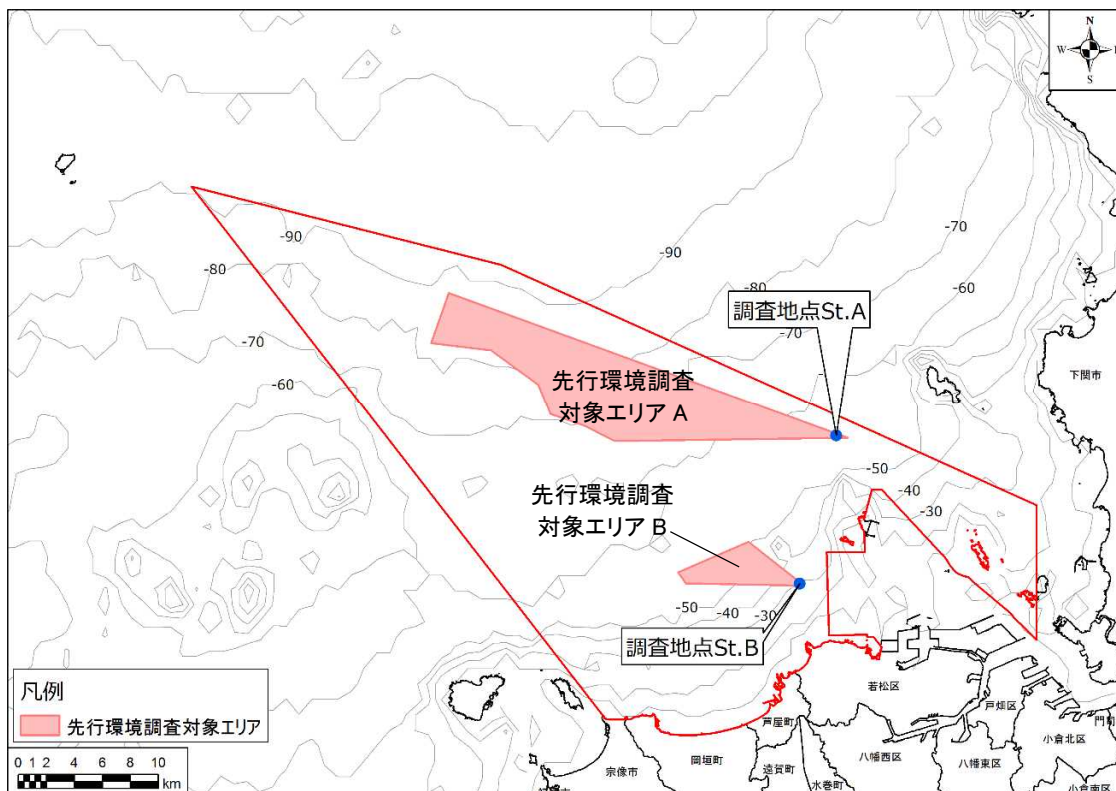 N
W
S
-90
-80
-70
-60
-90
-80
-70
-70
-60
調査地点St.A
下関市
先行環境調査
対象エリア A
-50
-40
-30
先行環境調査
対象エリア B
-50
-40
-30
調査地点St.B
凡例
先行環境調査対象エリア
0 1 2 4 6 8 10
km
若松区
戸畑区
芦屋町
小倉北区
岡垣町
宗像市
遠賀町
八幡西区
八幡東区
水巻町